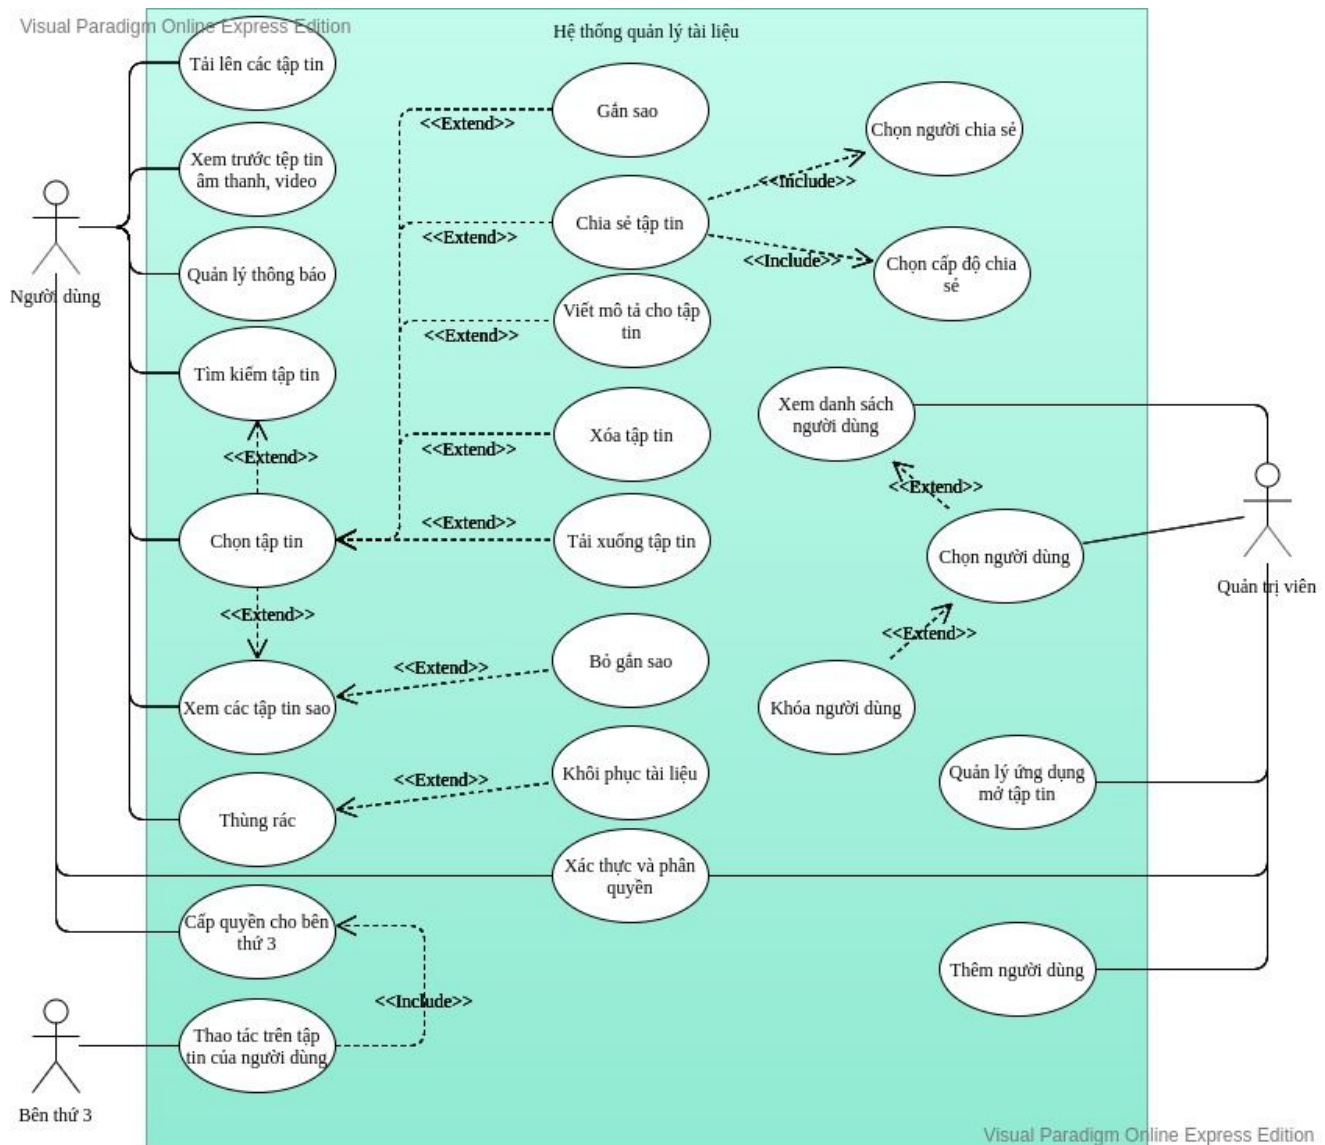 Visual Paradigm Online Express Edition
Hệ thống quản lý tài liệu
Tải lên các tập tin
Gắn sao
<<Extend>>
Chọn người chia sẻ
Xem trước tệp tin
âm thanh, video
<<Include>>
Chia sẻ tập tin
<<Extend>>
<<Include>>
Chọn cấp độ chia
sẻ
Quản lý thông báo
Người dùng
Viết mô tả cho tập
tin
<<Extend>>
Tìm kiếm tập tin
Xem danh sách
người dùng
Xóa tập tin
<<Extend>>
<<Extend>>
<<Extend>>
<<Extend>>
Chọn tập tin
Tải xuống tập tin
Chọn người dùng
Quản trị viên
<<Extend>>
<<Extend>>
Bỏ gắn sao
<<Extend>>
Xem các tập tin sao
Khóa người dùng
Khôi phục tài liệu
<<Extend>>
Quản lý ứng dụng
mở tập tin
Thùng rác
Xác thực và phân
quyền
Cấp quyền cho bên
thứ 3
Thêm người dùng
<<Include>>
Thao tác trên tập
tin của người dùng
Bên thứ 3
Visual Paradigm Online Express Edition